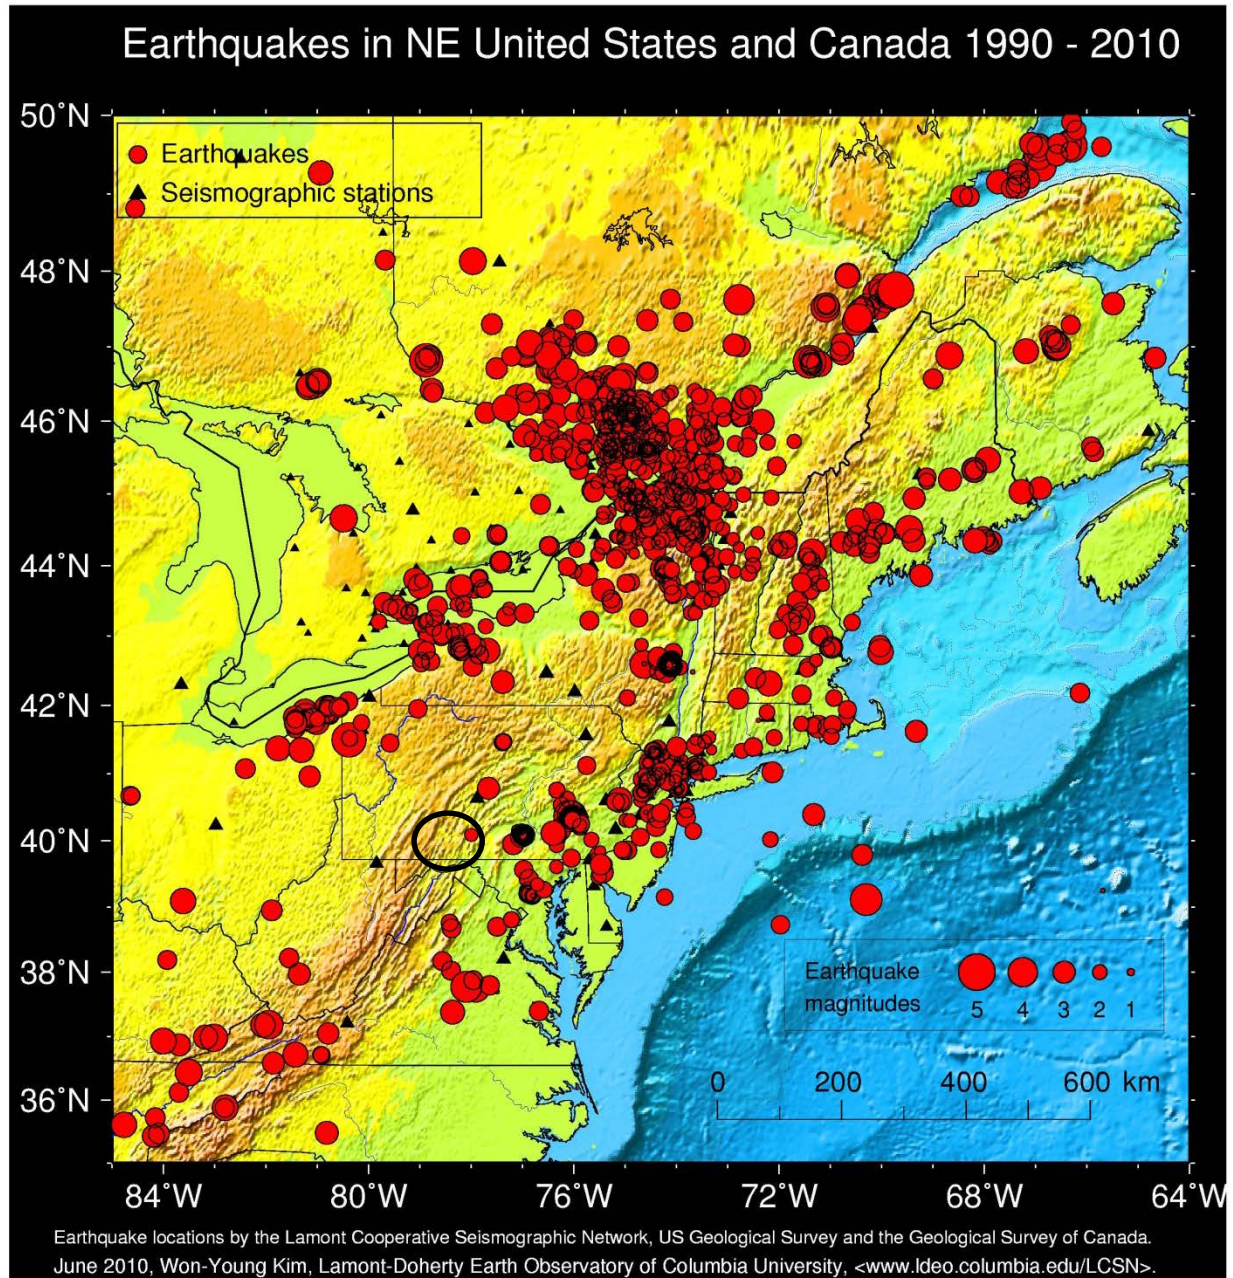 Earthquakes in NE United States and Canada 1990 - 2010
50°N
Earthquakes
Seismographic stations
48°N
46°N
44°N
42°N
40°N
38°N
Earthquake
magnitudes
5 4 3 2 1
36°N
0 200 400 600 km
84°W 80°W 76°W 72°W 68°W 64°W
Earthquake locations by the Lamont Cooperative Seismographic Network, US Geological Survey and the Geological Survey of Canada.
June 2010, Won-Young Kim, Lamont-Doherty Earth Observatory of Columbia University, <www.ldeo.columbia.edu/LCSN>.